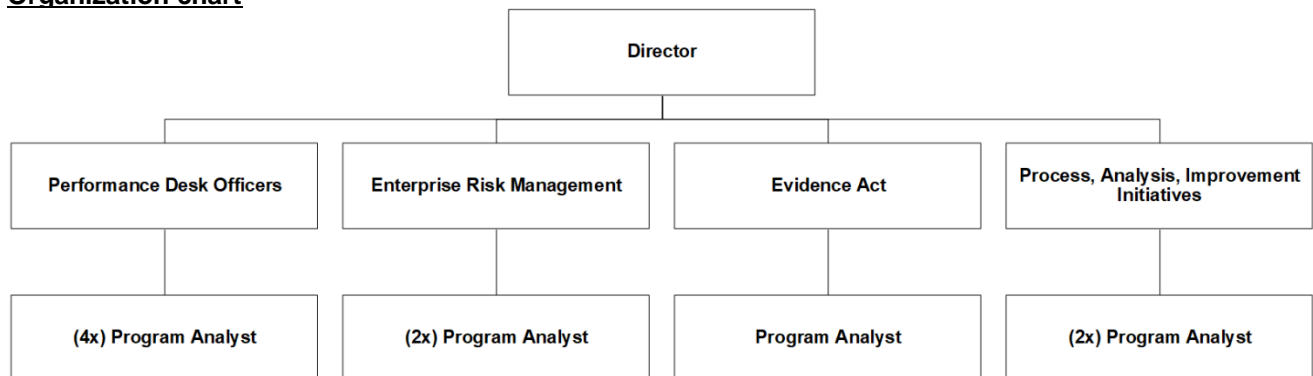 Organization chart
Director
Performance Desk Officers
Enterprise Risk Management
Evidence Act
Process, Analysis, Improvement
Initiatives
(4x) Program Analyst
(2x) Program Analyst
Program Analyst
(2x) Program Analyst